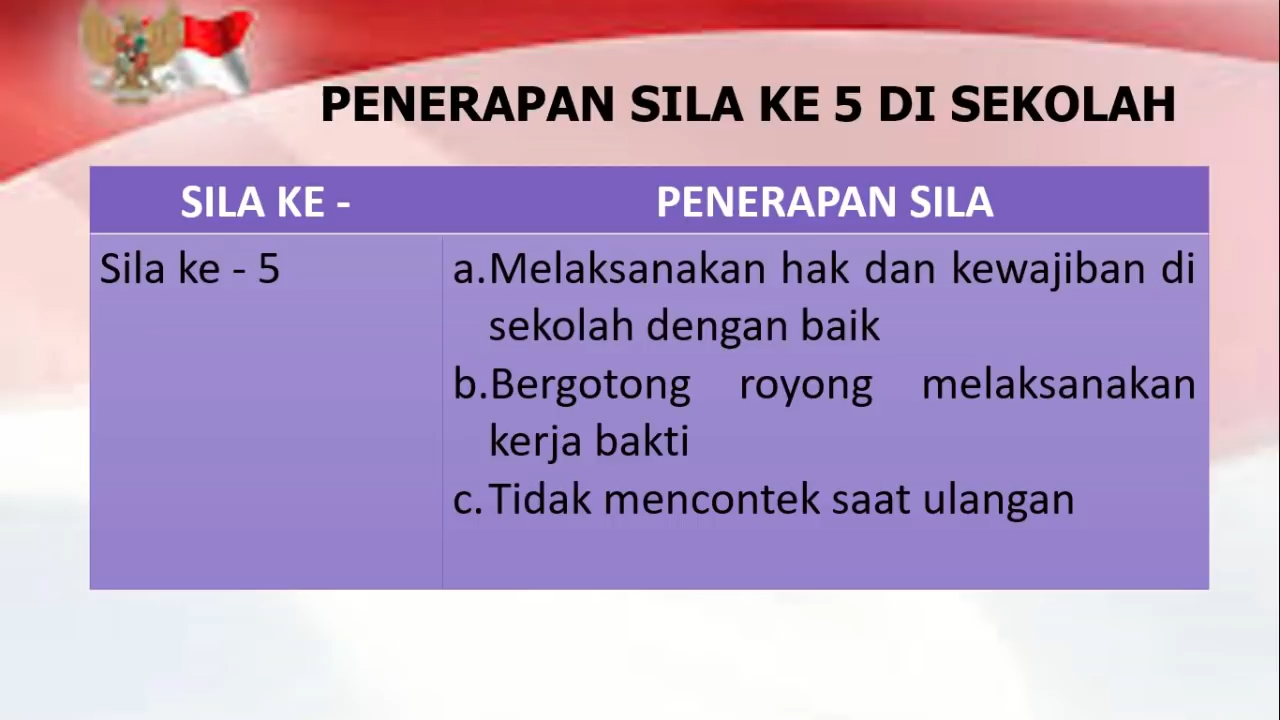 PENERAPAN SILA KE 5 DI SEKOLAH
SILA KE - PENERAPAN SILA
Sila ke - 5 a.Melaksanakan hak dan kewajiban di
sekolah dengan baik
b.Bergotong royong melaksanakan
kerja bakti
c.Tidak mencontek saat ulangan